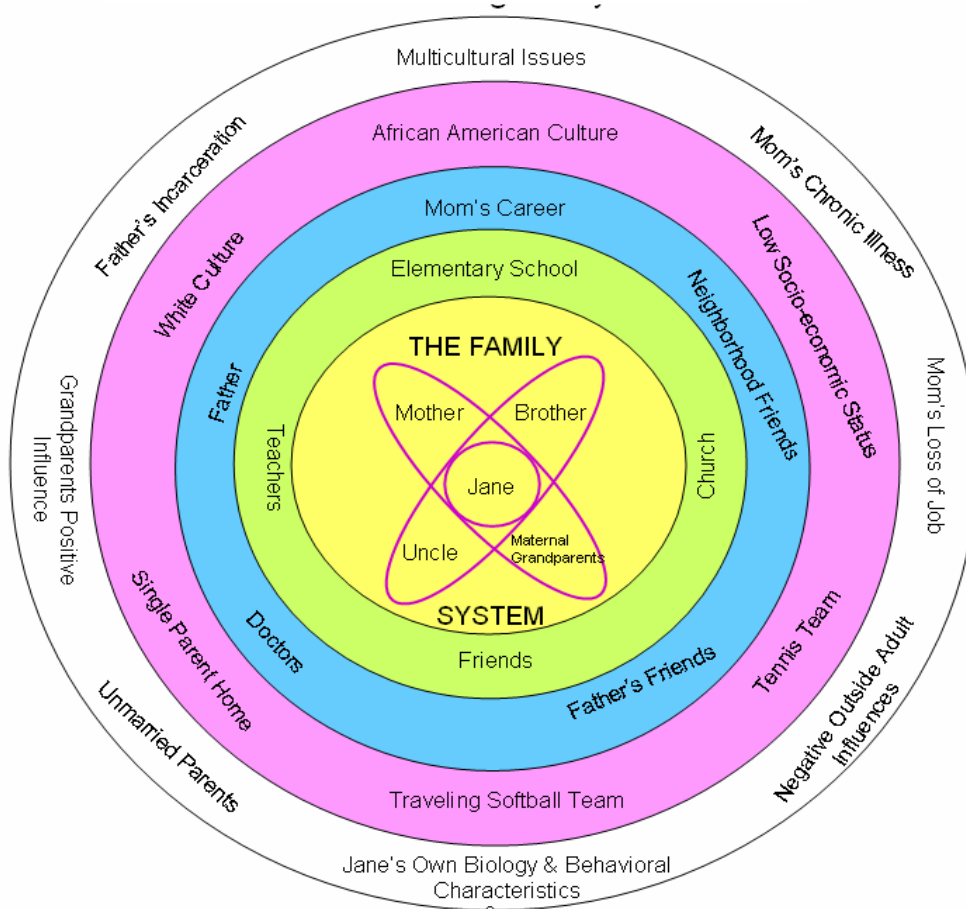 Multicultural Issues
African American Culture
Mom's Career
Elementary School
THE FAMILY
Mother
Brother
Jane
Uncle
Maternal
Grandparents
SYSTEM
Friends
Teachers
Church
Father
Neighborhood Friends
Doctors
Father's Friends
White Culture
Low Socio-economic Status
Single Parent Home
Tennis Team
Traveling Softball Team
Father's Incarceration
Mom's Chronic Illness
Grandparents Positive
Influence
Mom's Loss of Job
Unmarried Parents
Negative Outside Adult
Influences
Jane's Own Biology & Behavioral
Characteristics